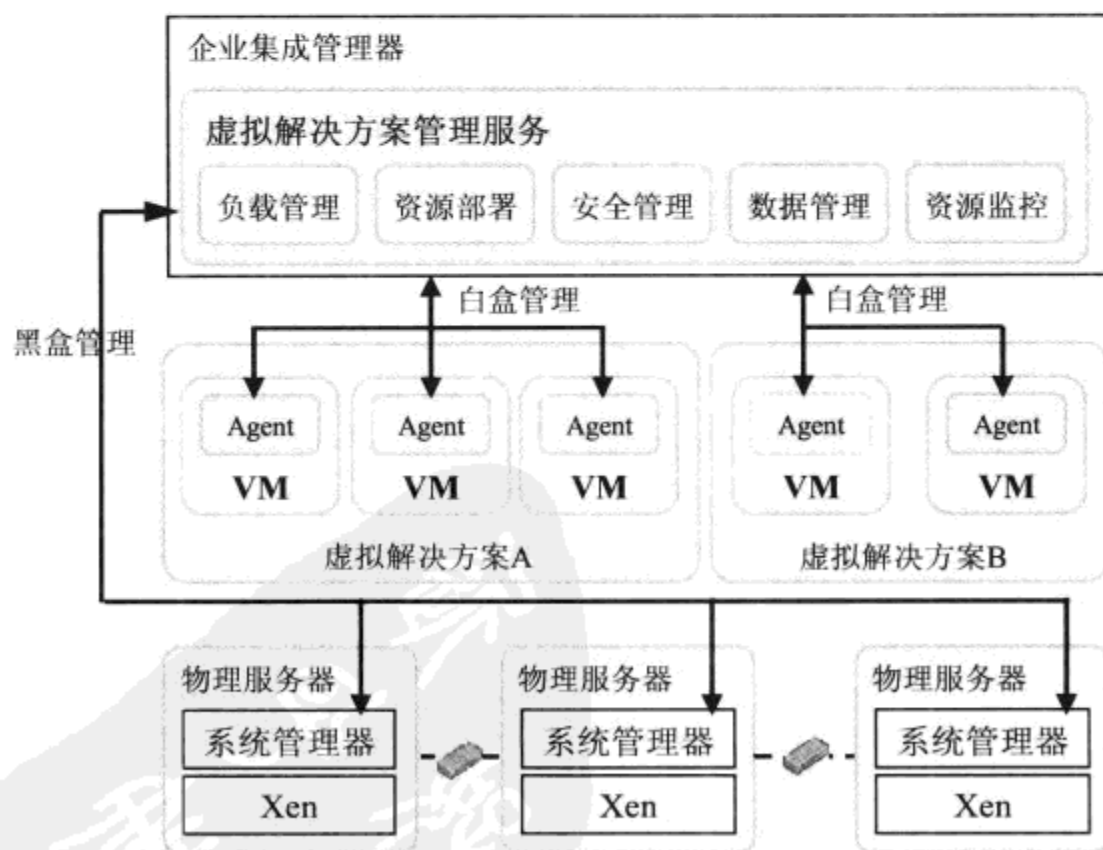 企业集成管理器
虚拟解决方案管理服务
负载管理 资源部署 安全管理 数据管理 资源监控
白盒管理 白盒管理
黑盒管理
Agent Agent Agent Agent Agent
VM VM VM VM VM
虚拟解决方案A 虚拟解决方案B
物理服务器 物理服务器 物理服务器
系统管理器 系统管理器 系统管理器
Xen Xen Xen